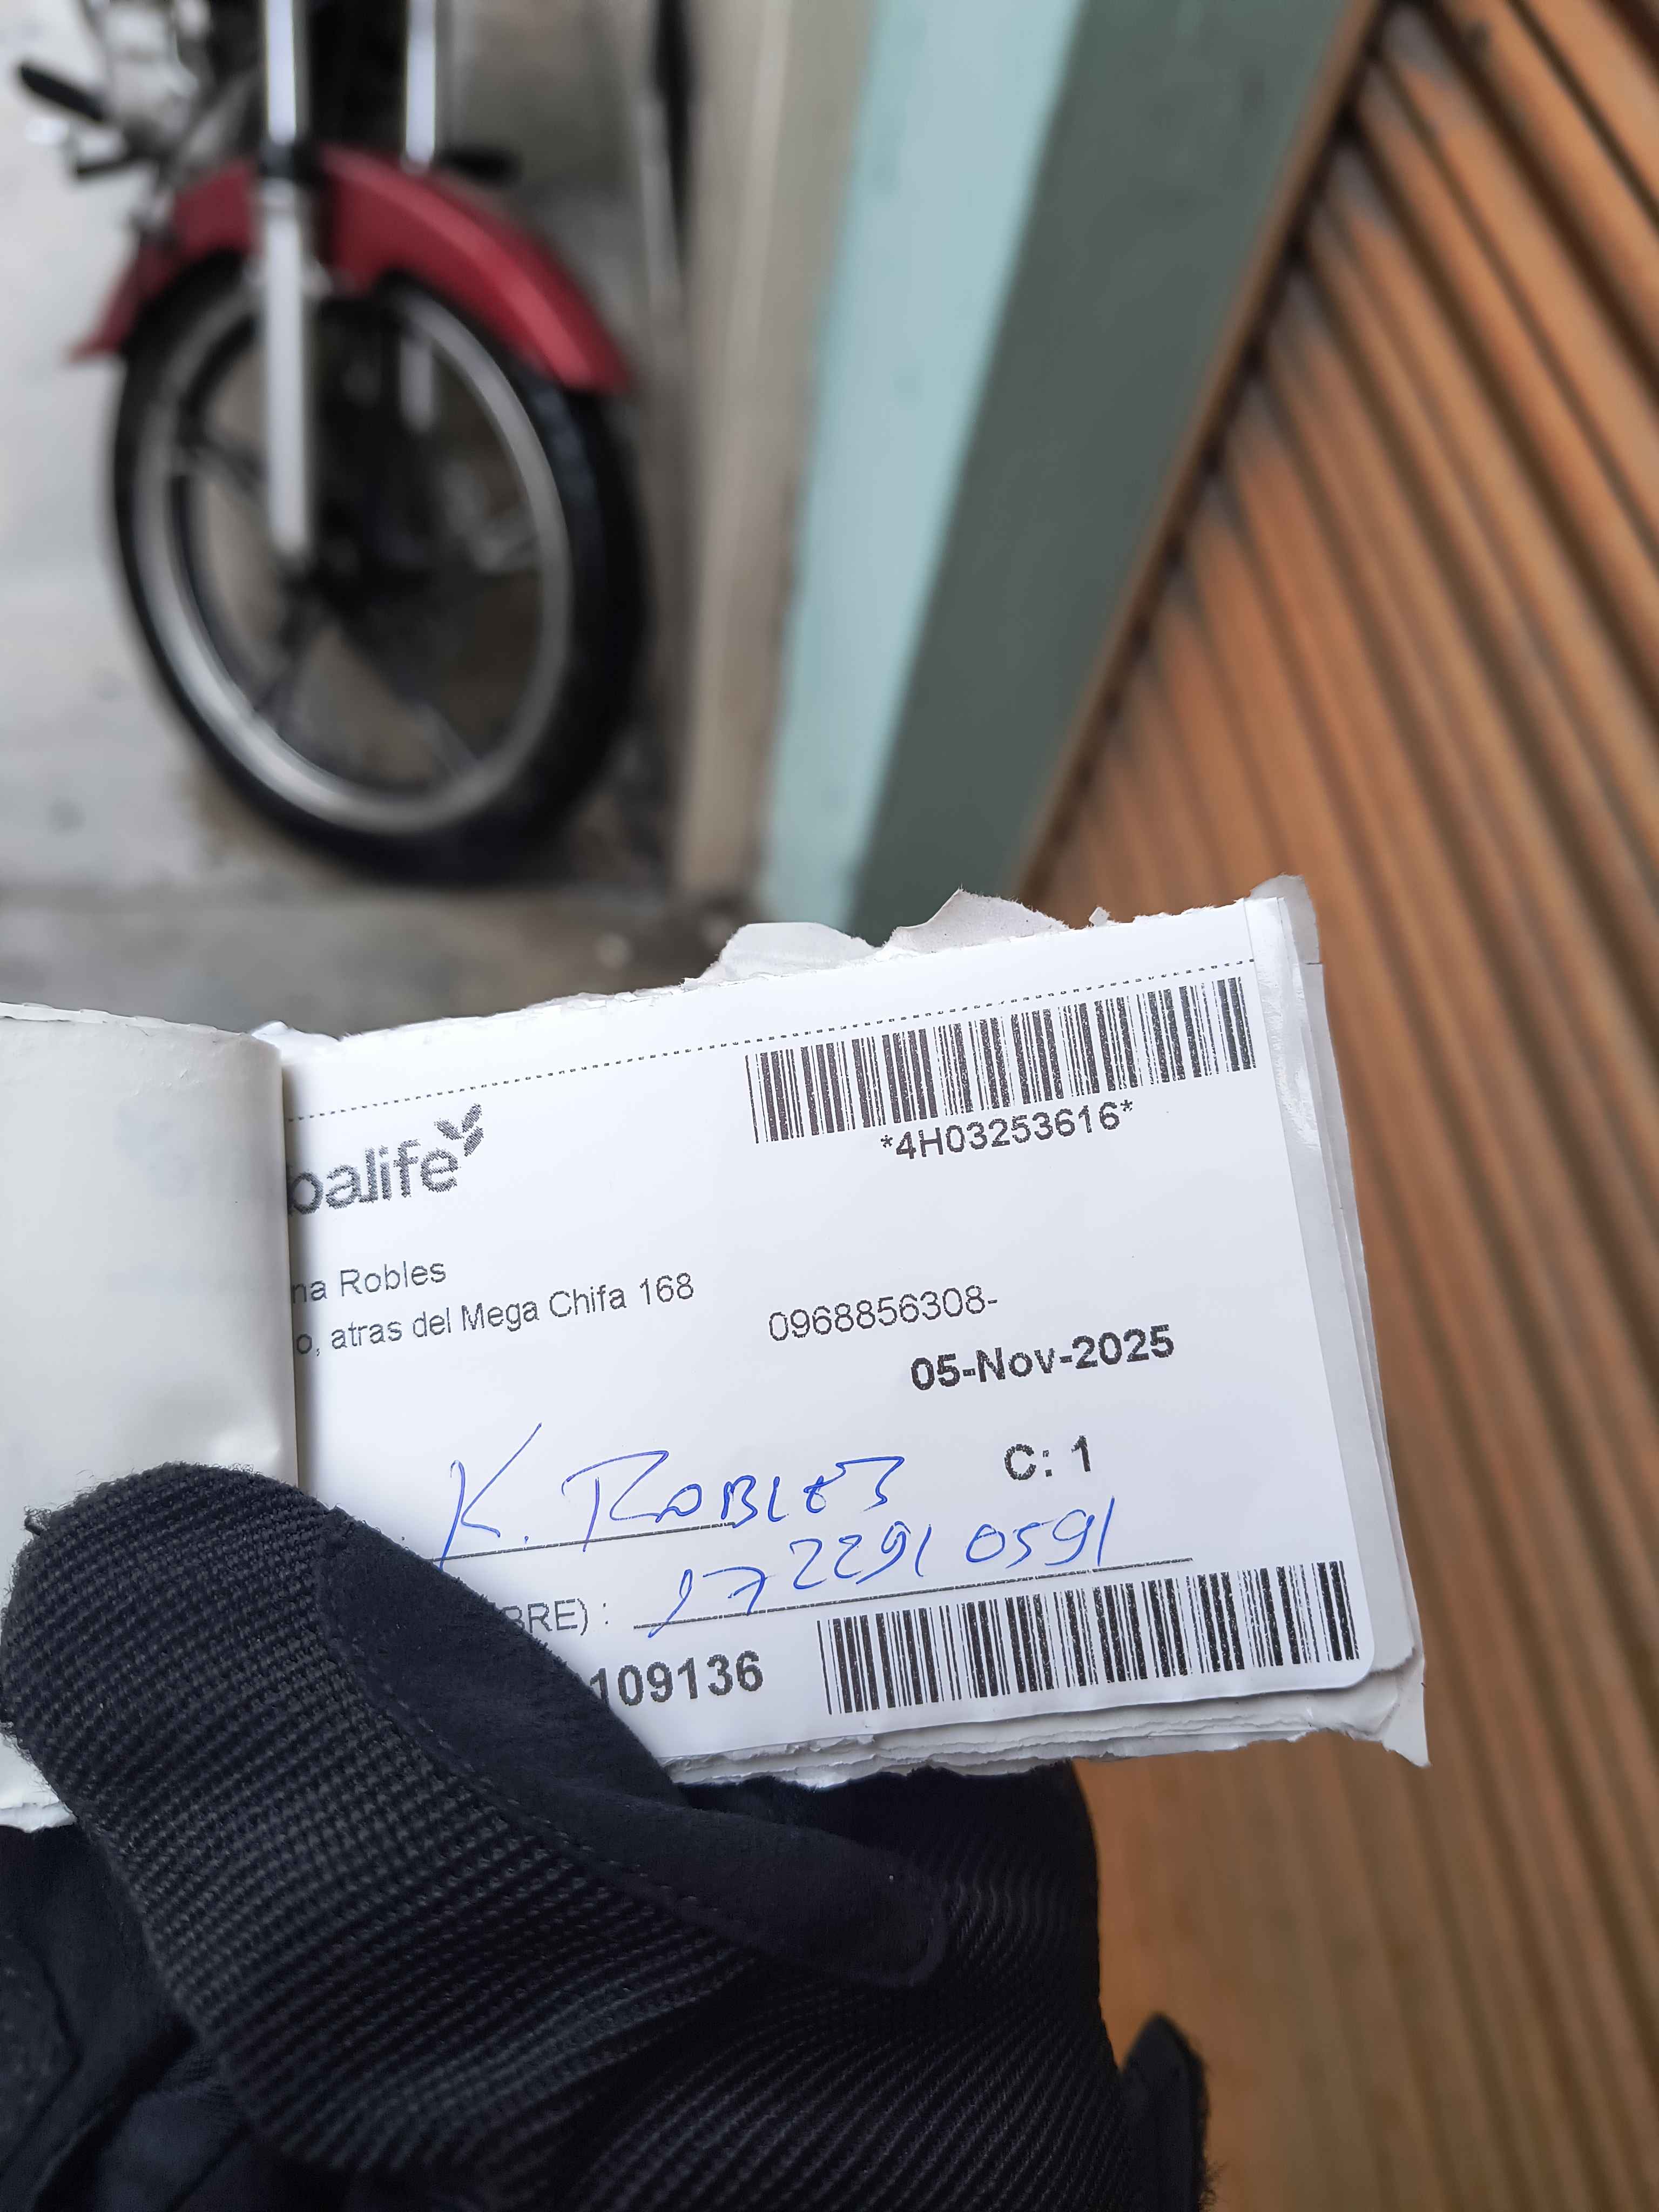 *4H03253616*
balife
na Robles
o, atras del Mega Chifa 168
0968856308-
05-Nov-2025
C: 1
K. ROBLES
1722910591
BRE) :
109136